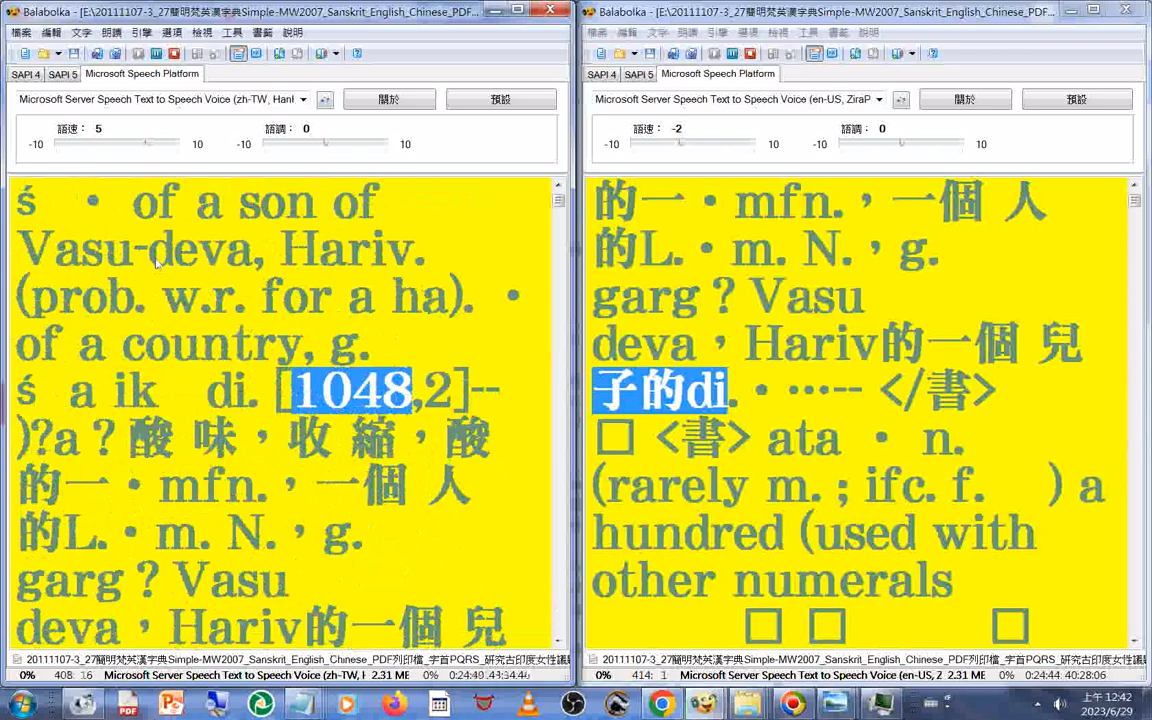 Balabolka - [E:\20111107-3_27簡明梵英漢字典Simple-MW2007_Sanskrit_English_Chinese_PDF...
檔案 編輯 文字 朗讀 引擎 選項 檢視 工具 書籤 說明
SAPI 4 SAPI 5 Microsoft Speech Platform
Microsoft Server Speech Text to Speech Voice (zh-TW, Hanl
關於 預設
語速: 5 語調: 0
-10 10 -10 10
ś • of a son of
Vasu-deva, Hariv.
(prob. w.r. for a ha). •
of a country, g.
ś a ik di. [1048,2]--
)?a？酸 味，收 縮，酸
的一•mfn.，一個 人
的L.•m. N.，g.
garg？Vasu
deva，Hariv的一個 兒
20111107-3_27簡明梵英漢字典Simple-MW2007_Sanskrit_English_Chinese_PDF列印檔_字首PQRS_研究古印度女性議
0% 408: 16 Microsoft Server Speech Text to Speech Voice (zh-TW, H 2.31 ME
Balabolka - [E:\20111107-3_27簡明梵英漢字典Simple-MW2007_Sanskrit_English_Chinese_PDF...
檔案 編輯 文字 朗讀 引擎 選項 檢視 工具 書籤 說明
SAPI 4 SAPI 5 Microsoft Speech Platform
Microsoft Server Speech Text to Speech Voice (en-US, ZiraP
關於 預設
語速: -2 語調: 0
-10 10 -10 10
的一•mfn.，一個 人
的L.•m. N.，g.
garg？Vasu
deva，Hariv的一個 兒
子的di.•…-- </書>
□ <書> ata • n.
(rarely m. ; ifc. f. ) a
hundred (used with
other numerals
□ □ □
20111107-3_27簡明梵英漢字典Simple-MW2007_Sanskrit_English_Chinese_PDF列印檔_字首PQRS_研究古印度女性議
0% 414: 1 Microsoft Server Speech Text to Speech Voice (en-US, 2 2.31 ME 0:24:44 40:28:06
PDF
上午 12:42
2023/6/29